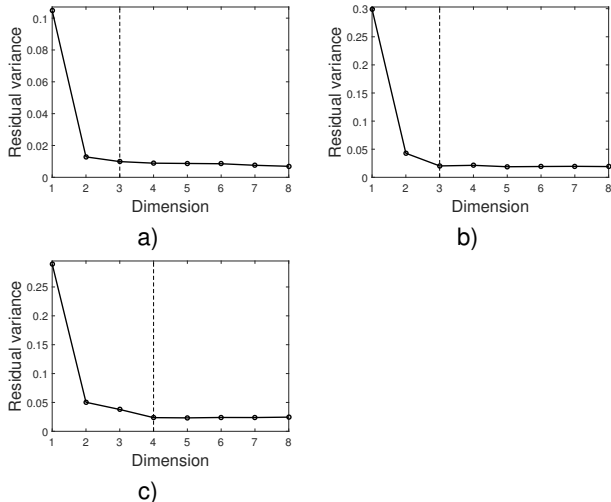 0.1
0.08
0.06
0.04
0.02
0
Residual variance
1 2 3 4 5 6 7 8
Dimension
a)
0.3
0.25
0.2
0.15
0.1
0.05
0
Residual variance
1 2 3 4 5 6 7 8
Dimension
b)
0.25
0.2
0.15
0.1
0.05
0
Residual variance
1 2 3 4 5 6 7 8
Dimension
c)